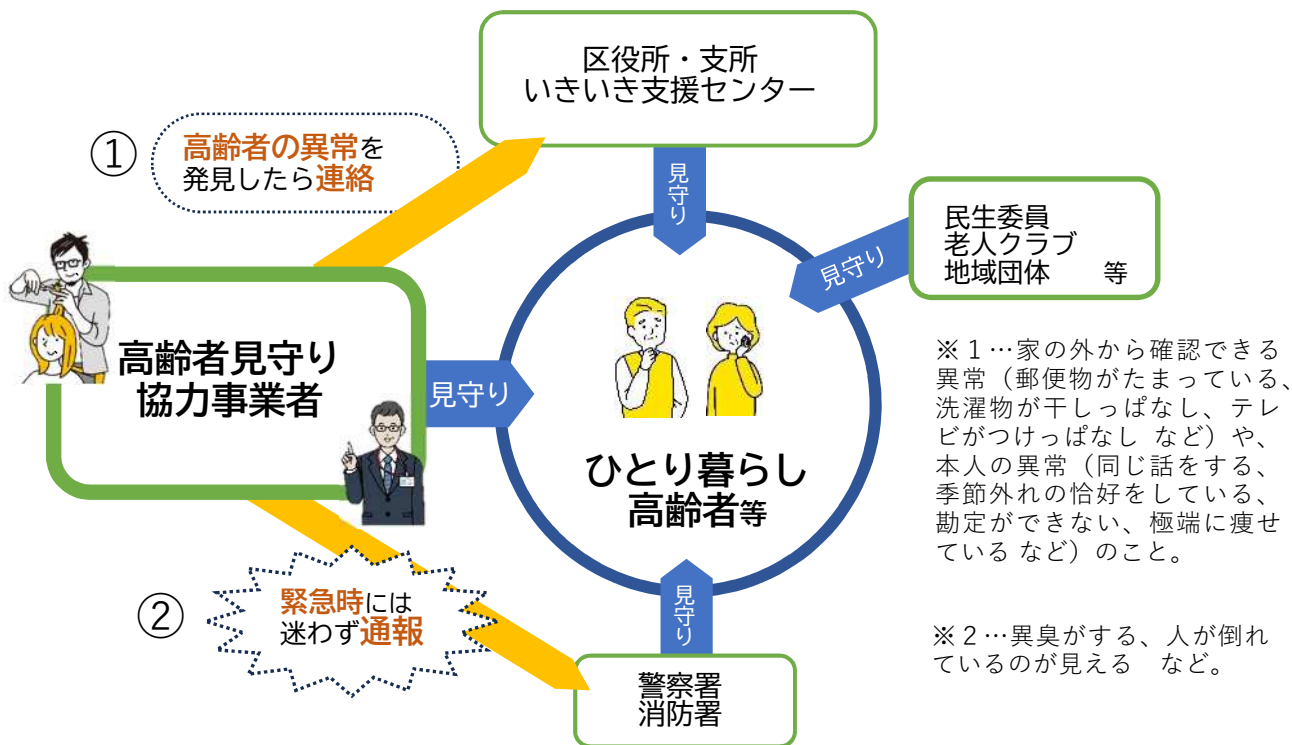 区役所・支所
いきいき支援センター
①
高齢者の異常を
発見したら連絡
見守り
民生委員
老人クラブ
地域団体　等
見守り
高齢者見守り
協力事業者
見守り
ひとり暮らし
高齢者等
※１…家の外から確認できる
異常（郵便物がたまっている、
洗濯物が干しっぱなし、テレ
ビがつけっぱなし など）や、
本人の異常（同じ話をする、
季節外れの恰好をしている、
勘定ができない、極端に痩せ
ている など）のこと。
②
緊急時には
迷わず通報
見守り
※２…異臭がする、人が倒れ
ているのが見える　など。
警察署
消防署